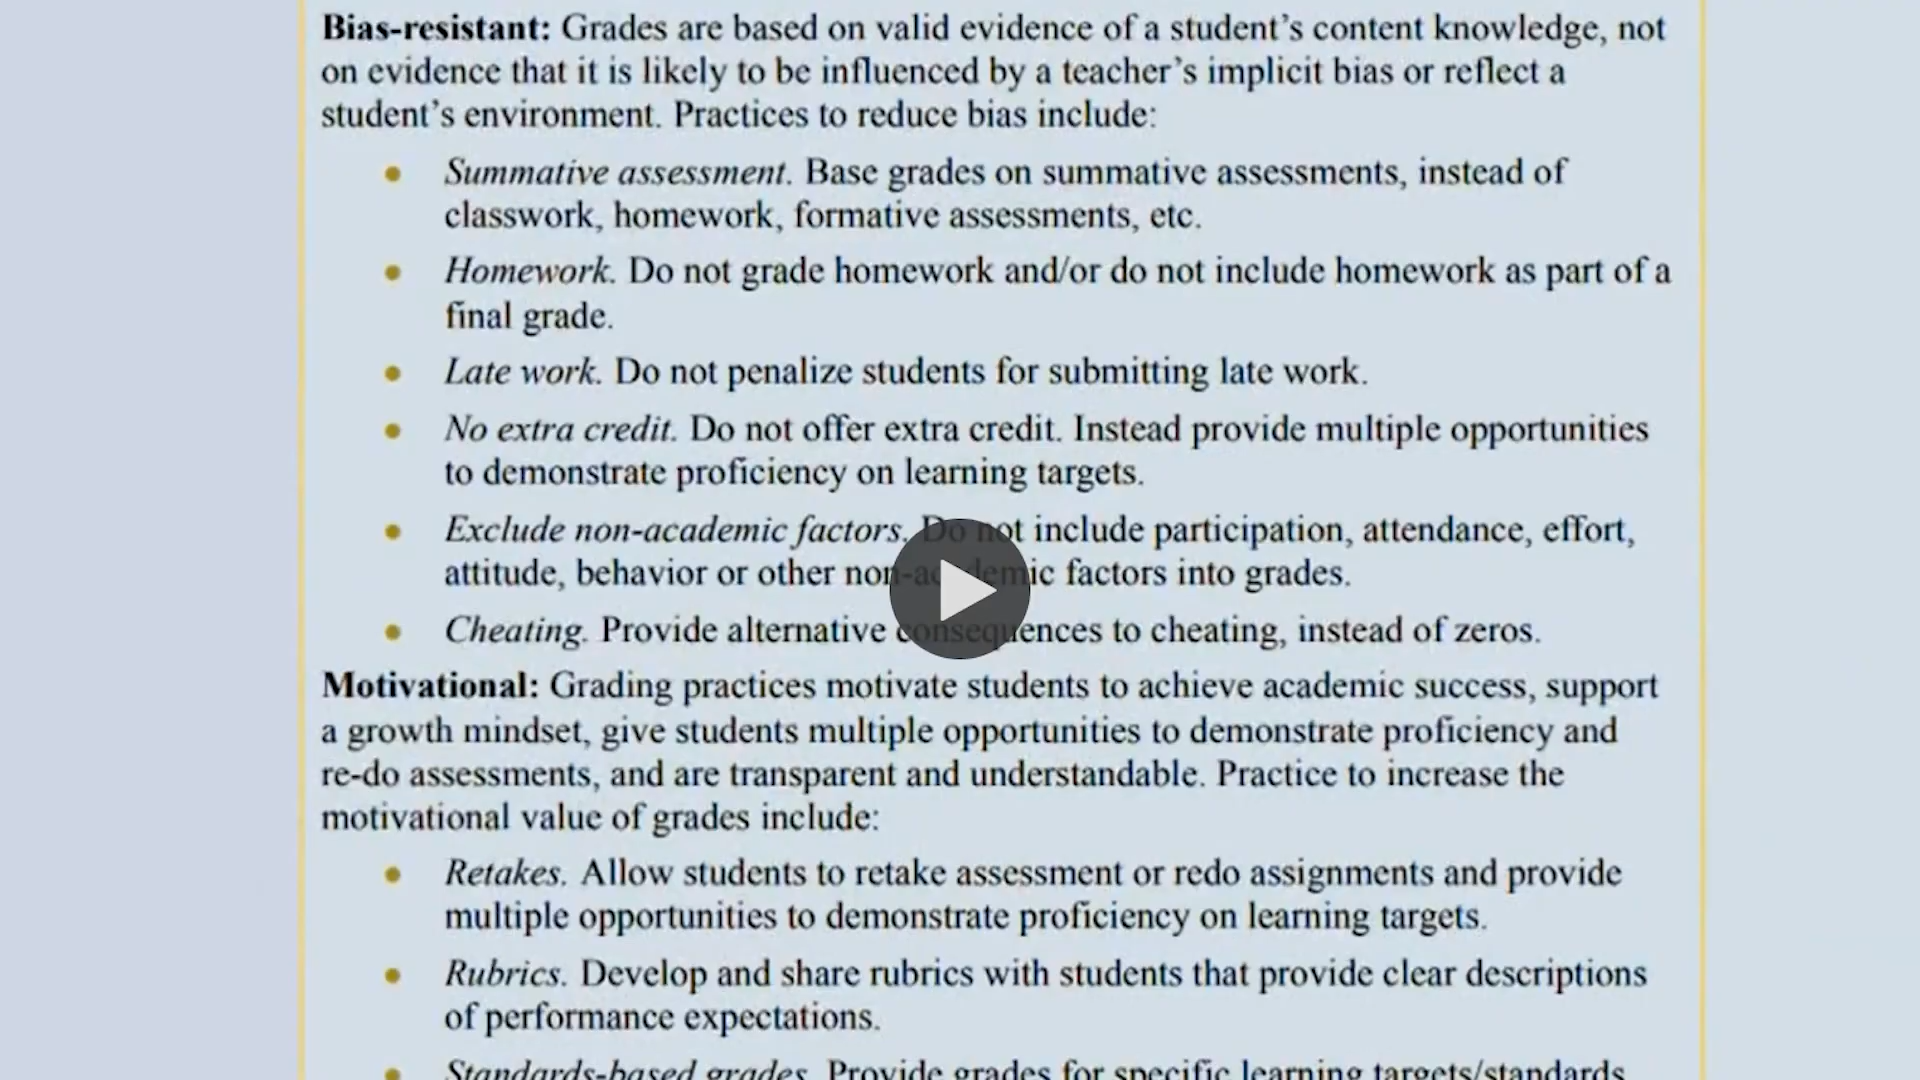 Bias-resistant: Grades are based on valid evidence of a student's content knowledge, not
on evidence that it is likely to be influenced by a teacher's implicit bias or reflect a
student's environment. Practices to reduce bias include:
• Summative assessment. Base grades on summative assessments, instead of
classwork, homework, formative assessments, etc.
• Homework. Do not grade homework and/or do not include homework as part of a
final grade.
• Late work. Do not penalize students for submitting late work.
• No extra credit. Do not offer extra credit. Instead provide multiple opportunities
to demonstrate proficiency on learning targets.
• Exclude non-academic factors. Do not include participation, attendance, effort,
attitude, behavior or other non-academic factors into grades.
• Cheating. Provide alternative consequences to cheating, instead of zeros.
Motivational: Grading practices motivate students to achieve academic success, support
a growth mindset, give students multiple opportunities to demonstrate proficiency and
re-do assessments, and are transparent and understandable. Practice to increase the
motivational value of grades include:
• Retakes. Allow students to retake assessment or redo assignments and provide
multiple opportunities to demonstrate proficiency on learning targets.
• Rubrics. Develop and share rubrics with students that provide clear descriptions
of performance expectations.
• Standards-based grades. Provide grades for specific learning targets/standards